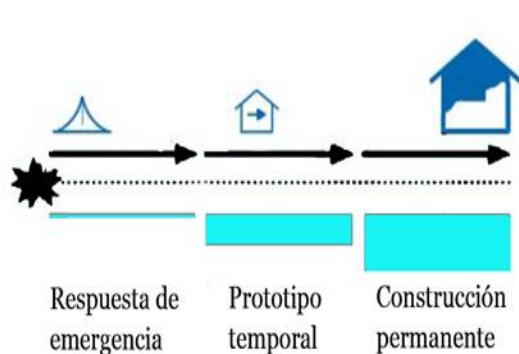 Respuesta de
emergencia
Prototipo
temporal
Construcción
permanente